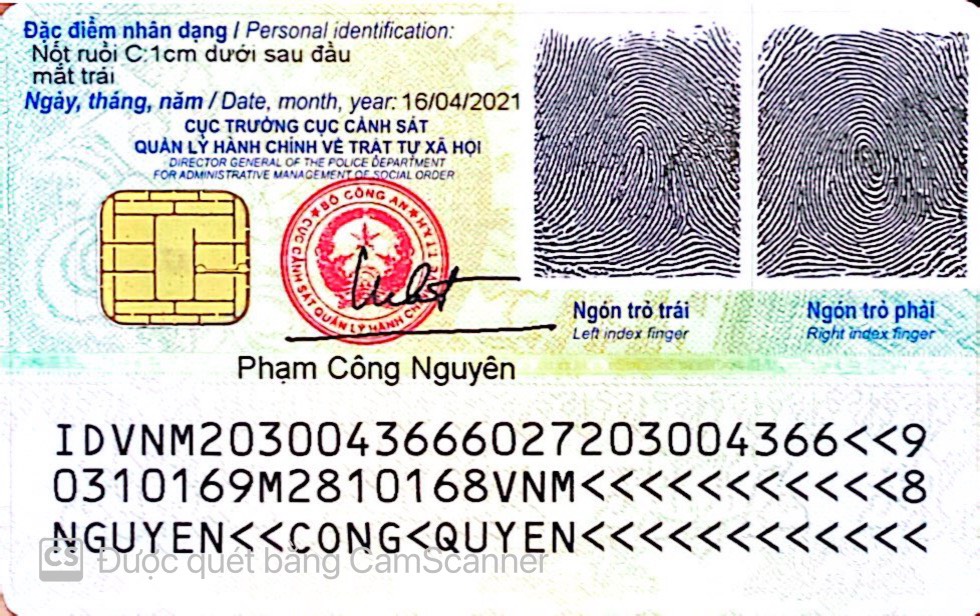 Đặc điểm nhân dạng / Personal identification:
Nốt ruồi C:1cm dưới sau đầu
mắt trái
Ngày, tháng, năm / Date, month, year: 16/04/2021
CỤC TRƯỞNG CỤC CẢNH SÁT
QUẢN LÝ HÀNH CHÍNH VỀ TRẬT TỰ XÃ HỘI
DIRECTOR GENERAL OF THE POLICE DEPARTMENT
FOR ADMINISTRATIVE MANAGEMENT OF SOCIAL ORDER
BỘ CÔNG AN
CỤC CẢNH SÁT QUẢN LÝ HÀNH CH
Phạm Công Nguyên
Ngón trỏ trái
Left index finger
Ngón trỏ phải
Right index finger
IDVNM2030043666027203004366<<9
0310169M2810168VNM<<<<<<<<<<<8
NGUYEN<<CONG<QUYEN<<<<<<<<<<<<
CS Được quét bằng CamScanner